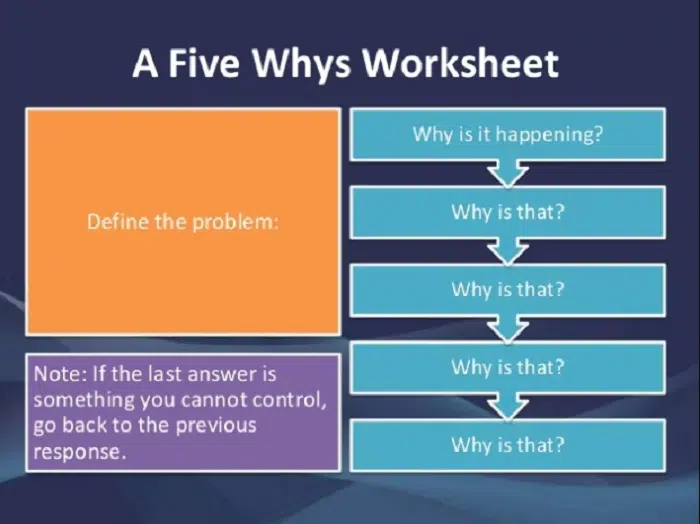 A Five Whys Worksheet
Define the problem:
Note: If the last answer is
something you cannot control,
go back to the previous
response.
Why is it happening?
Why is that?
Why is that?
Why is that?
Why is that?